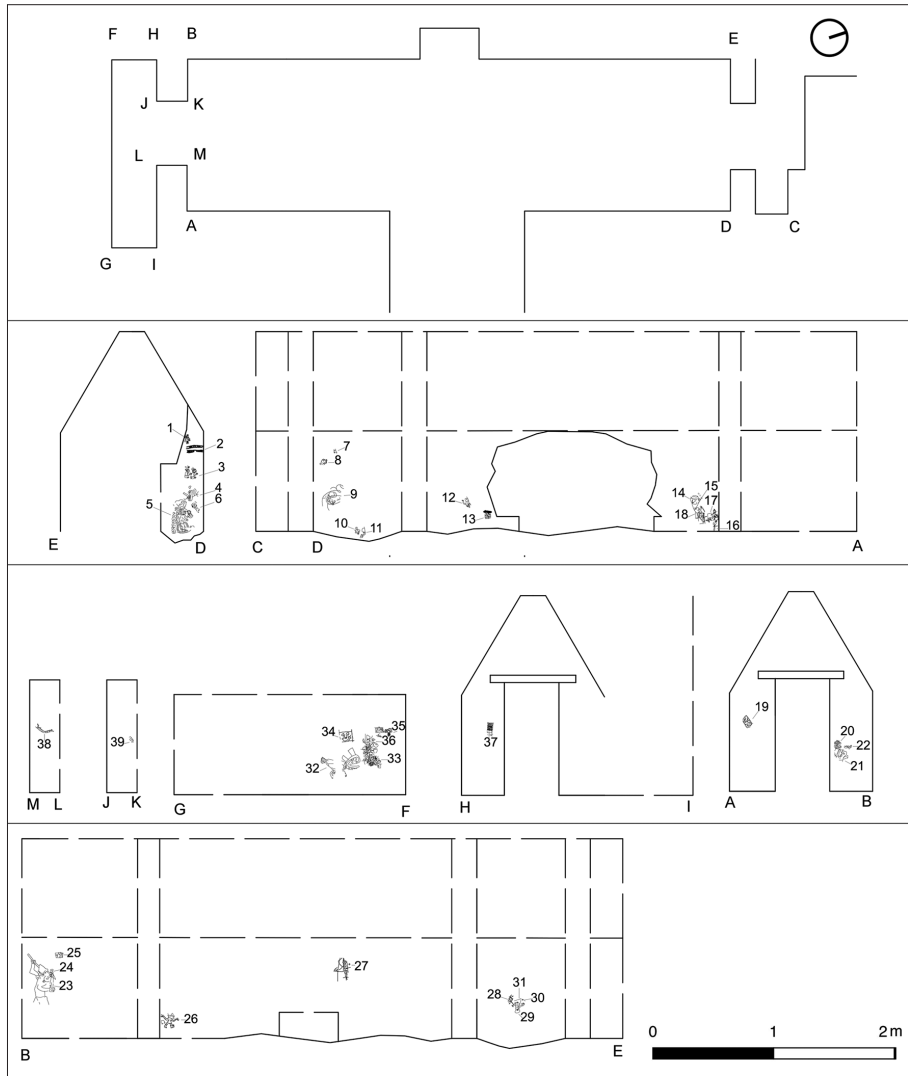 F H B E
J K
L M
A D C
G I
1
2
3
4
5 6
E D
7
8
9
10 11
12
13
14 15
17
18
16
C D A
38
M L
39
J K
34 35
36
32 33
G F
37
H I
19
20
22
21
A B
25
24
23
26
27
31
28 30
29
B E
0 1 2 m